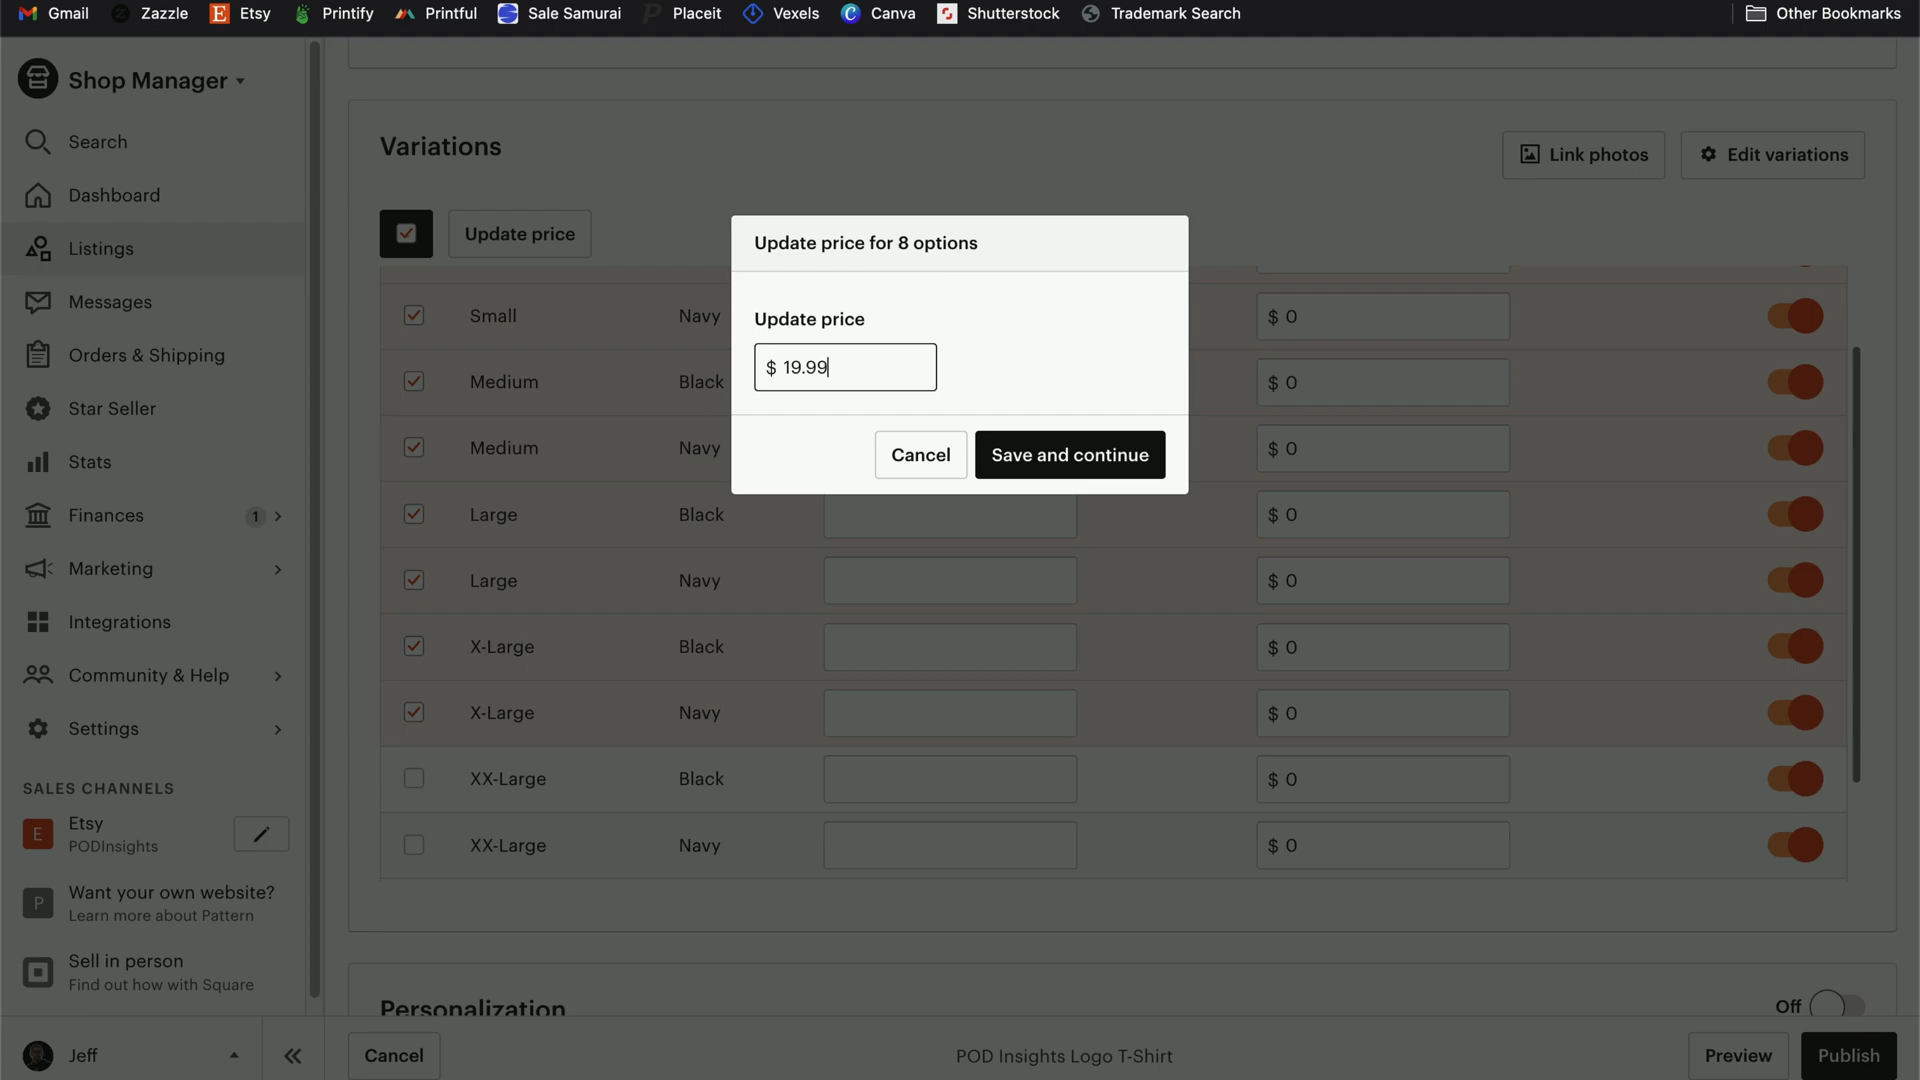 Gmail
Zazzle
Etsy
Printify
Printful
Sale Samurai
Placeit
Vexels
Canva
Shutterstock
Trademark Search
Other Bookmarks
Shop Manager
Search
Dashboard
Listings
Messages
Orders & Shipping
Star Seller
Stats
Finances 1
Marketing
Integrations
Community & Help
Settings
SALES CHANNELS
E
Etsy
PODInsights
P
Want your own website?
Learn more about Pattern
Sell in person
Find out how with Square
Jeff
Variations
Link photos
Edit variations
Update price
Small Navy $ 0
Medium Black $ 0
Medium Navy $ 0
Large Black $ 0
Large Navy $ 0
X-Large Black $ 0
X-Large Navy $ 0
XX-Large Black $ 0
XX-Large Navy $ 0
Update price for 8 options
Update price
$ 19.99
Cancel
Save and continue
Personalization
Off
Cancel
POD Insights Logo T-Shirt
Preview
Publish